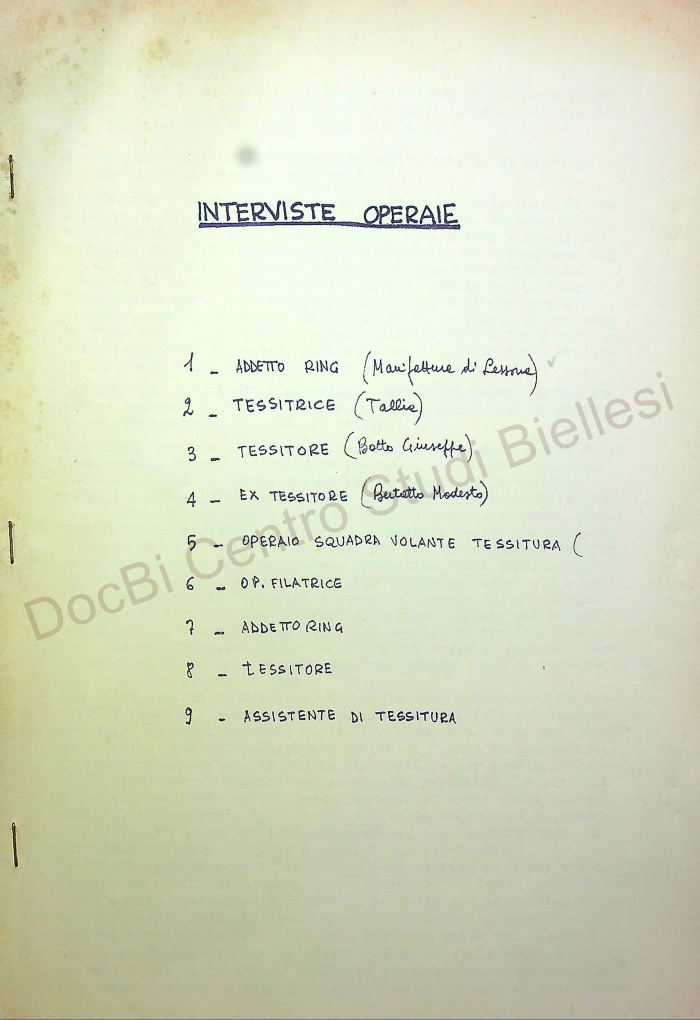 INTERVISTE OPERAIE
1 - ADDETTO RING (Manifattura di Lessona)
2 - TESSITRICE (Tallia)
3 - TESSITORE (Botto Giuseppe)
4 - EX TESSITORE (Bertotto Modesto)
5 - OPERAIO SQUADRA VOLANTE TESSITURA (
6 - OP. FILATRICE
7 - ADDETTO RING
8 - TESSITORE
9 - ASSISTENTE DI TESSITURA
DocBi Centro Studi Biellesi